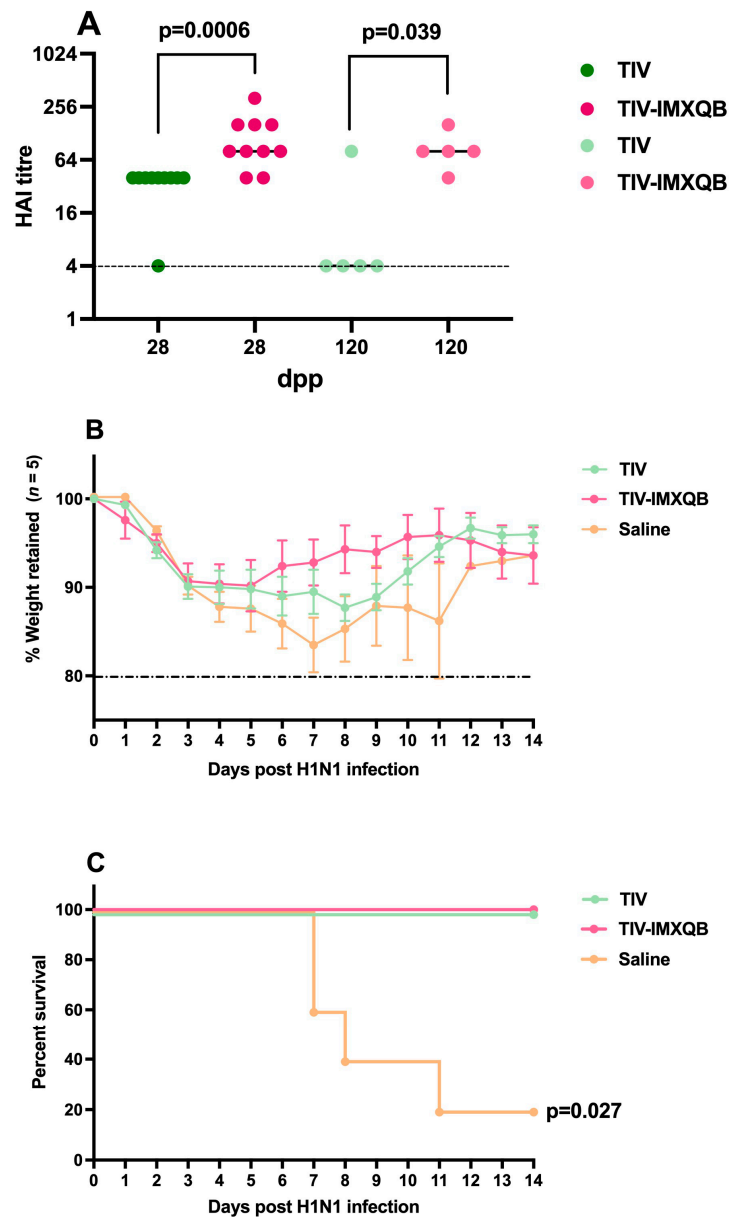 A
p=0.0006
p=0.039
1024
256
64
16
4
1
HAI titre
28
28
120
120
dpp
TIV
TIV-IMXQB
TIV
TIV-IMXQB
B
% Weight retained (n = 5)
100
90
80
0 1 2 3 4 5 6 7 8 9 10 11 12 13 14
Days post H1N1 infection
TIV
TIV-IMXQB
Saline
C
Percent survival
100
80
60
40
20
0
0 1 2 3 4 5 6 7 8 9 10 11 12 13 14
Days post H1N1 infection
TIV
TIV-IMXQB
Saline
p=0.027